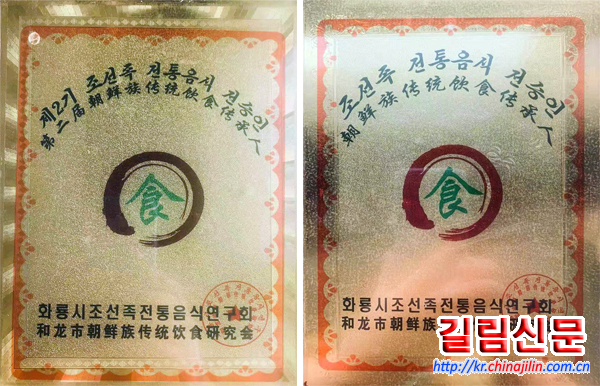 제2기 조선족 전통음식 전승인
第二届朝鲜族传统饮食传承人
食
화룡시조선족전통음식연구회
和龙市朝鲜族传统饮食研究会
조선족 전통음식 전승인
朝鲜族传统饮食传承人
食
화룡시조선족전통음식연구회
和龙市朝鲜族传
길림신문
http://kr.chinajilin.com.cn